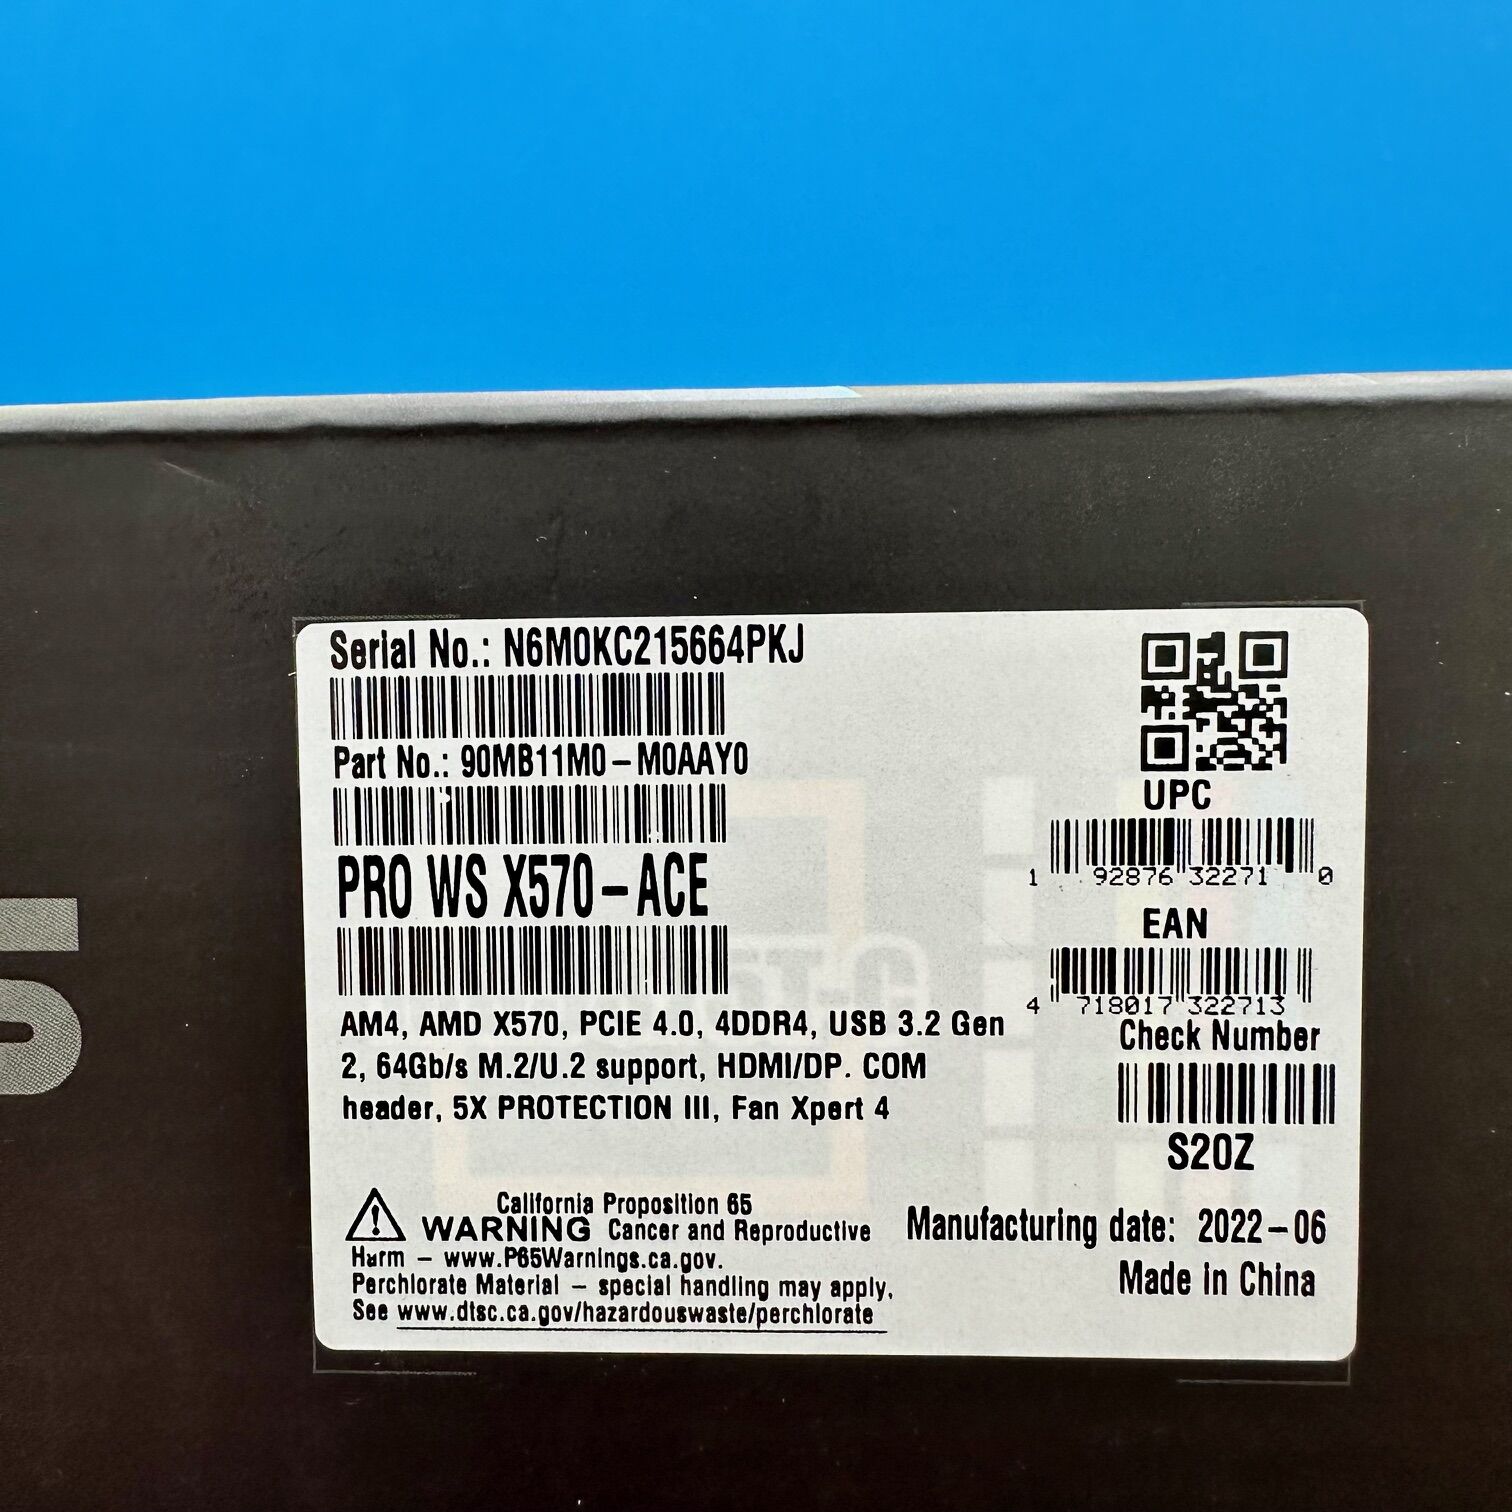 Serial No.: N6M0KC215664PKJ
Part No.: 90MB11M0-M0AAY0
PRO WS X570-ACE
AM4, AMD X570, PCIE 4.0, 4DDR4, USB 3.2 Gen
2, 64Gb/s M.2/U.2 support, HDMI/DP. COM
header, 5X PROTECTION III, Fan Xpert 4
California Proposition 65
WARNING Cancer and Reproductive
Harm - www.P65Warnings.ca.gov.
Perchlorate Material - special handling may apply,
See www.dtsc.ca.gov/hazardouswaste/perchlorate
UPC
1 92876 32271 0
EAN
4 718017 322713
Check Number
S20Z
Manufacturing date: 2022-06
Made in China
S